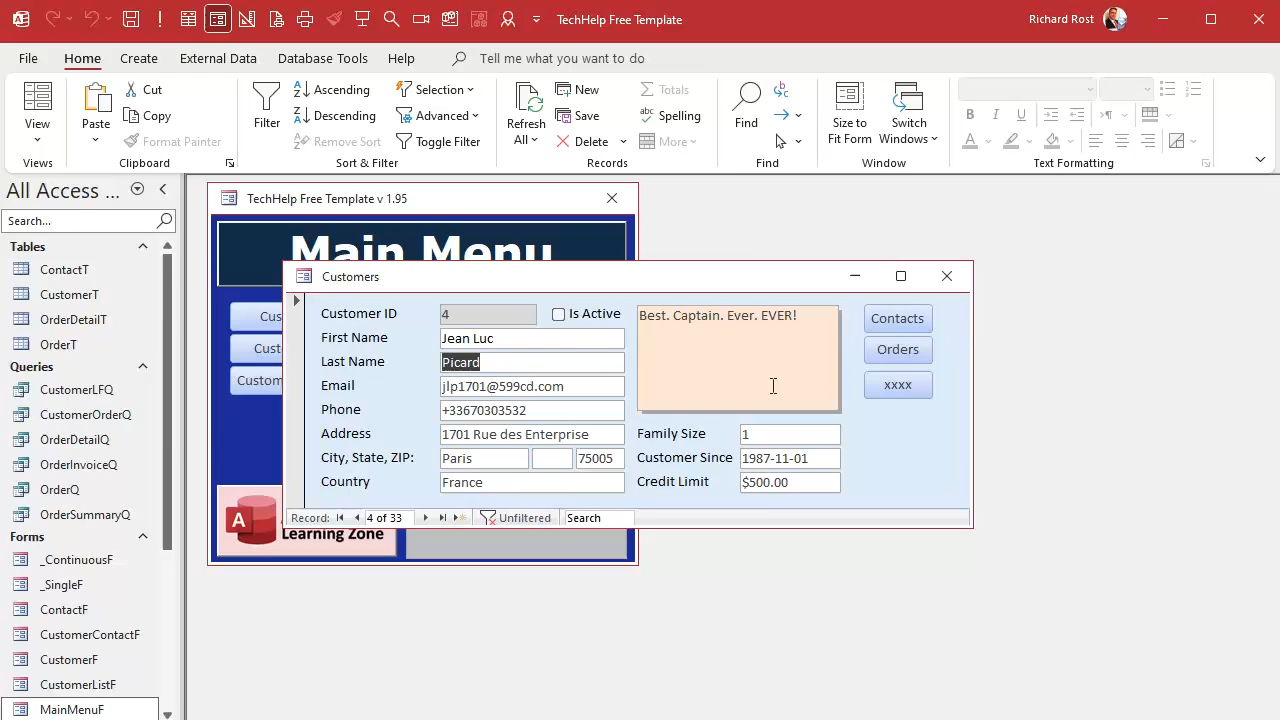 TechHelp Free Template
Richard Rost
File
Home
Create
External Data
Database Tools
Help
Tell me what you want to do
View
Views
Paste
Cut
Copy
Format Painter
Clipboard
Filter
Ascending
Descending
Remove Sort
Selection
Advanced
Toggle Filter
Sort & Filter
Refresh
All
New
Save
Delete
Totals
Spelling
More
Records
Find
Find
Size to
Fit Form
Switch
Windows
Window
B I U
A
Text Formatting
All Access ...
Search...
Tables
ContactT
CustomerT
OrderDetailT
OrderT
Queries
CustomerLFQ
CustomerOrderQ
OrderDetailQ
OrderInvoiceQ
OrderQ
OrderSummaryQ
Forms
_ContinuousF
_SingleF
ContactF
CustomerContactF
CustomerF
CustomerListF
MainMenuF
TechHelp Free Template v 1.95
Main Menu
Cus
Cust
Custom
A
Learning Zone
Customers
Customer ID 4 Is Active
First Name Jean Luc
Last Name Picard
Email jlp1701@599cd.com
Phone +33670303532
Address 1701 Rue des Enterprise
City, State, ZIP: Paris 75005
Country France
Best. Captain. Ever. EVER!
Family Size 1
Customer Since 1987-11-01
Credit Limit $500.00
Contacts
Orders
xxxx
Record: 4 of 33 Unfiltered Search